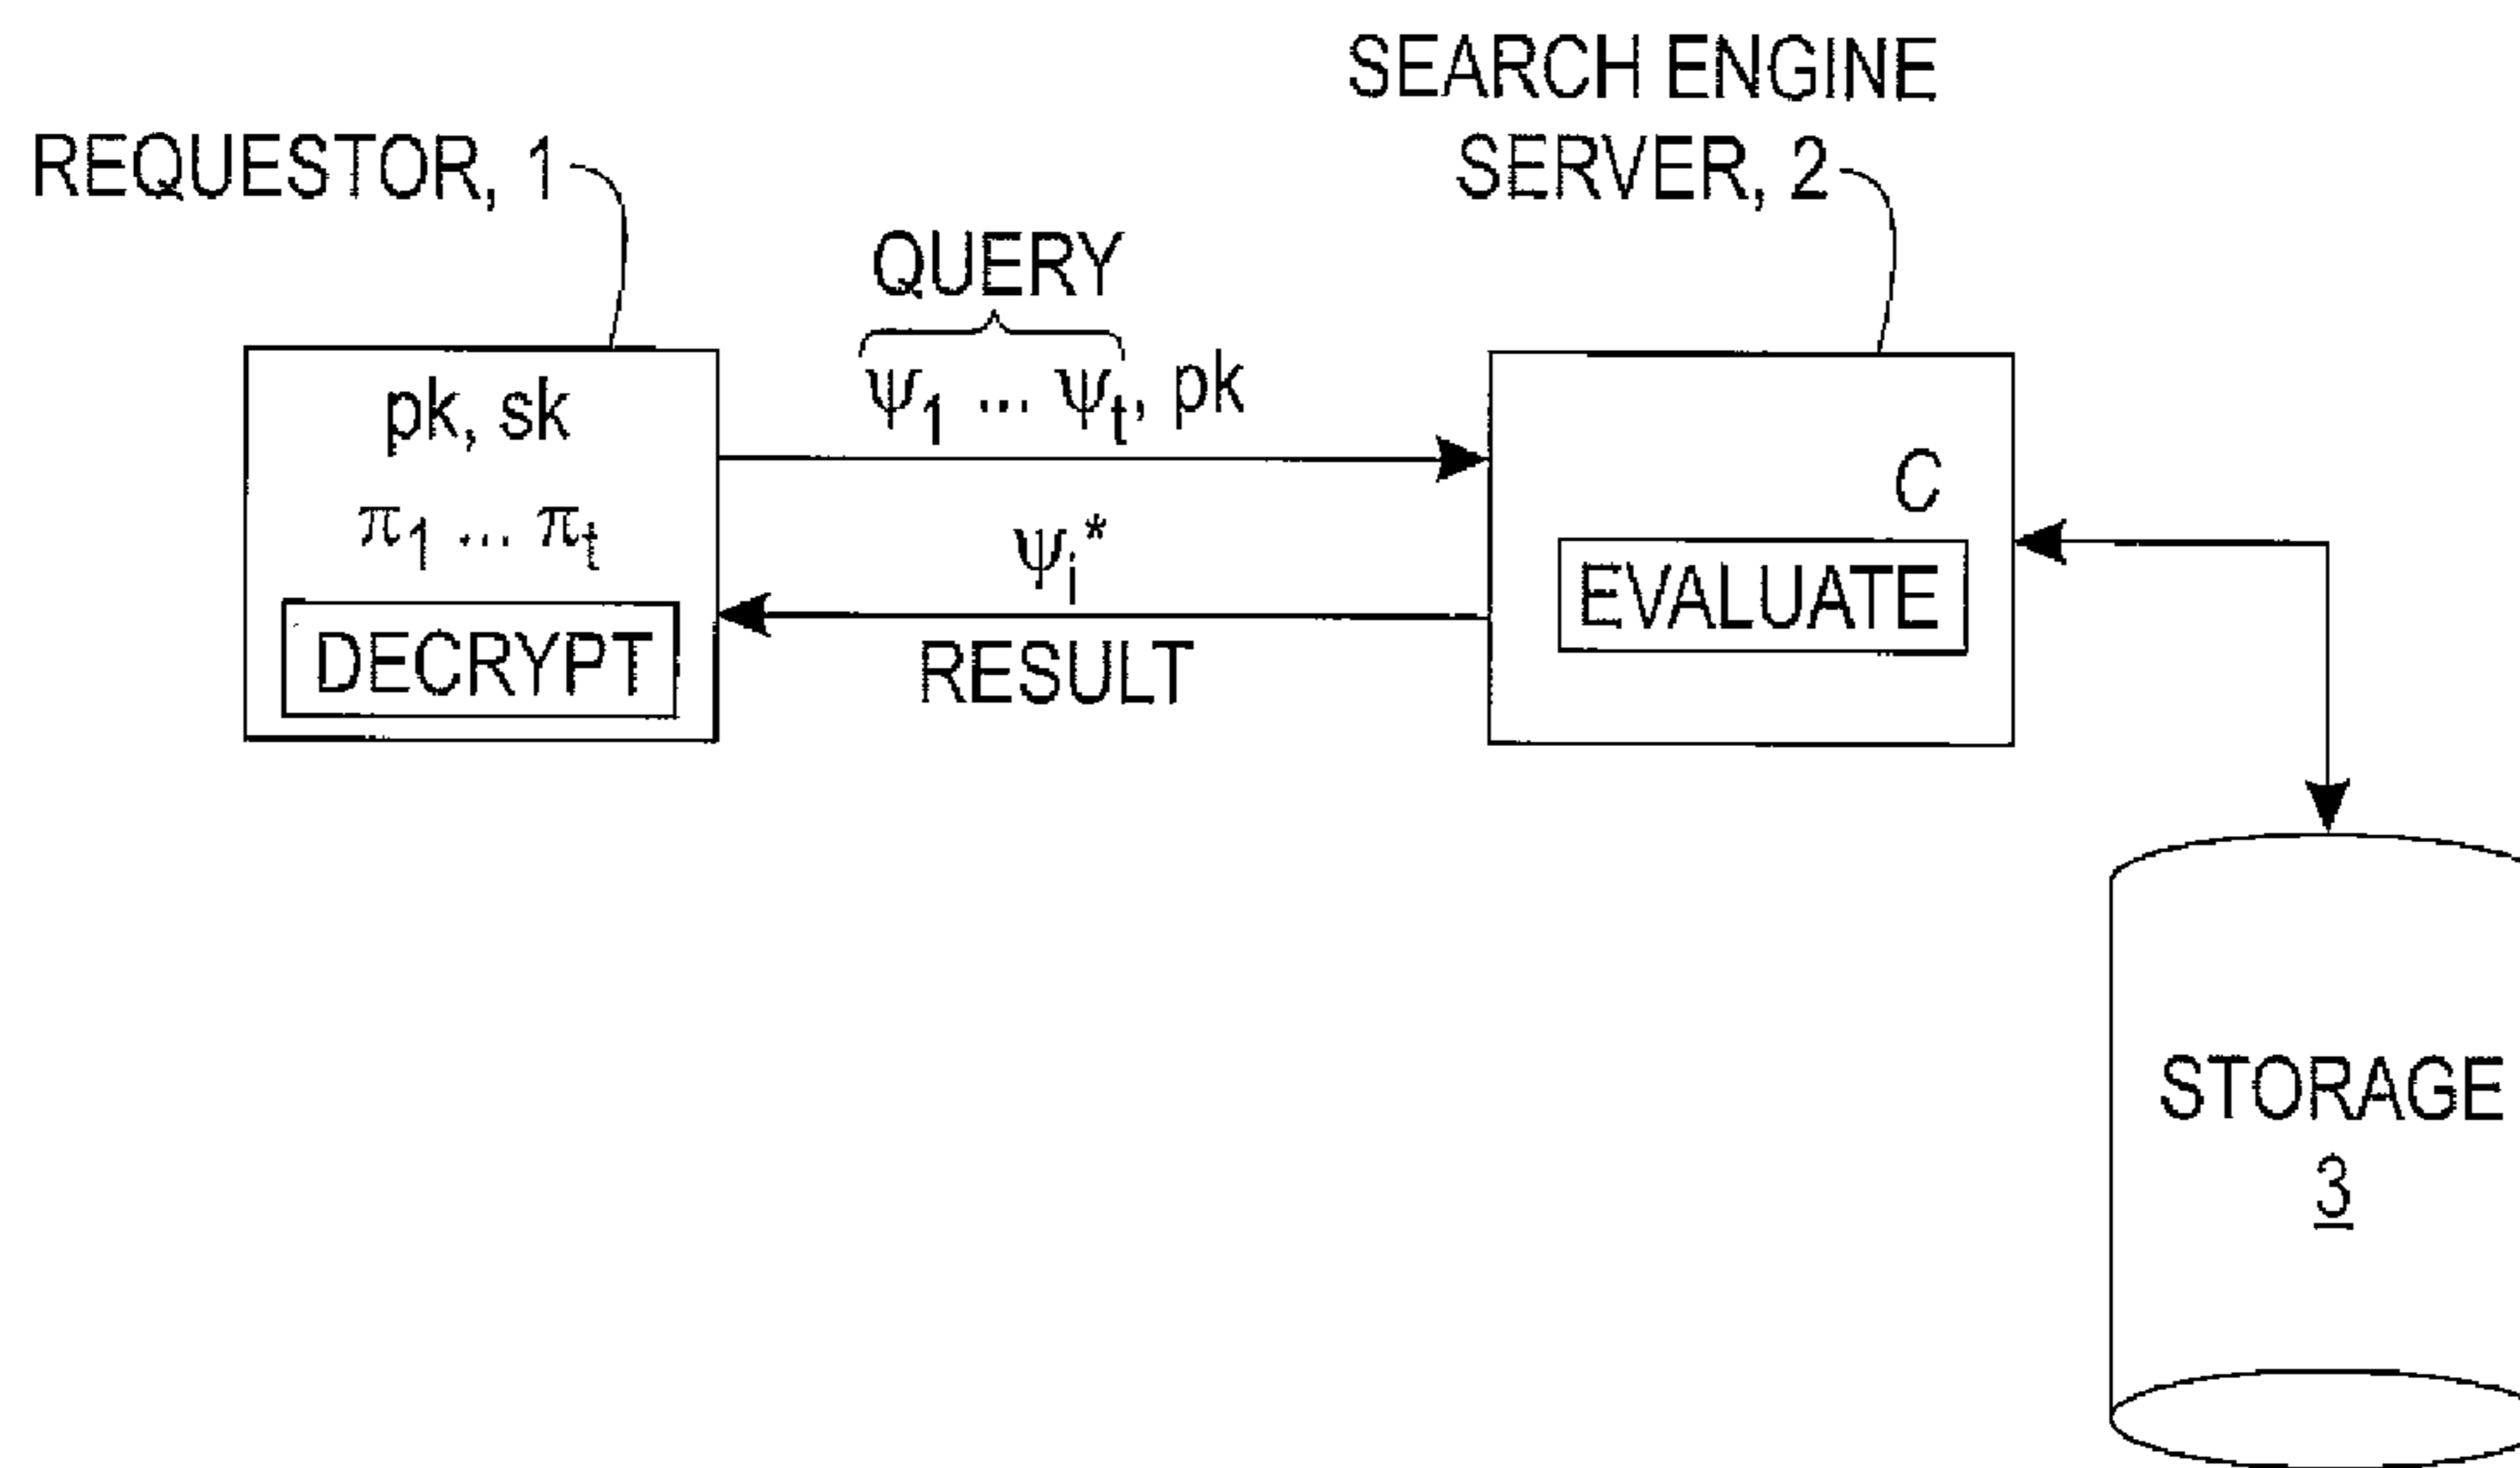 SEARCH ENGINE
SERVER, 2
REQUESTOR, 1
QUERY
ψ₁ ... ψₜ, pk
pk, sk
π₁ ... πₜ
DECRYPT
ψᵢ*
RESULT
C
EVALUATE
STORAGE
3